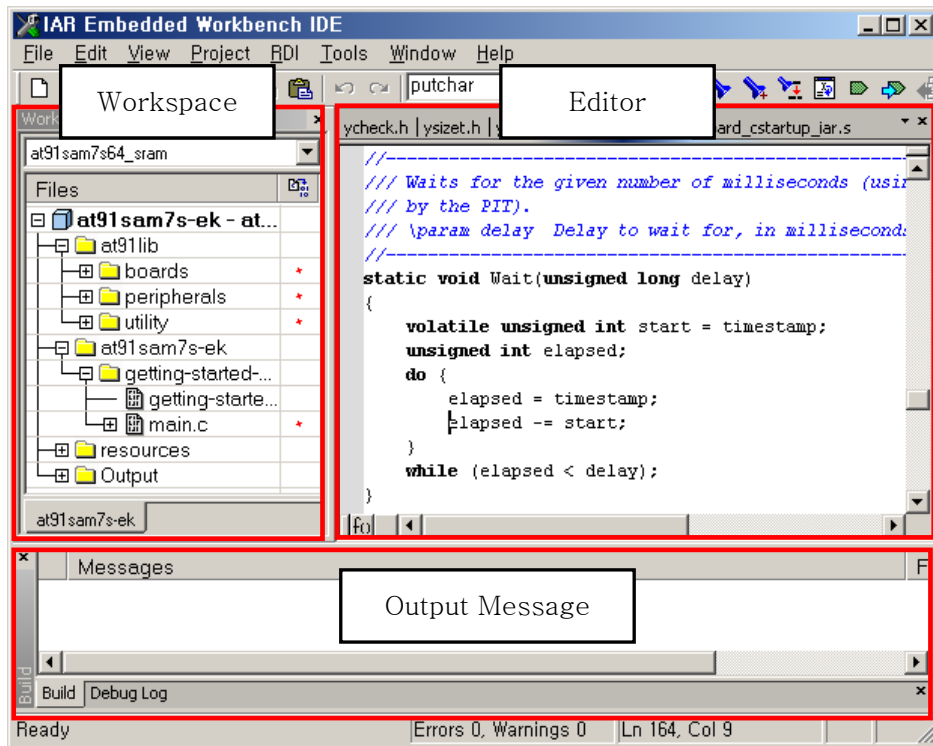 IAR Embedded Workbench IDE
File Edit View Project RDI Tools Window Help
putchar
Workspace
Editor
Work
at91sam7s64_sram
Files
at91sam7s-ek - at...
at91lib
boards *
peripherals *
utility *
at91sam7s-ek
getting-started-...
getting-starte...
main.c *
resources
Output
at91sam7s-ek
ycheck.h | ysizet.h | y ard_cstartup_iar.s
//------------------------------------------------
/// Waits for the given number of milliseconds (usin
/// by the PIT).
/// \param delay  Delay to wait for, in milliseconds
//------------------------------------------------
static void Wait(unsigned long delay)
{
    volatile unsigned int start = timestamp;
    unsigned int elapsed;
    do {
        elapsed = timestamp;
        elapsed -= start;
    }
    while (elapsed < delay);
}
fo
Messages F
Output Message
Build
Build Debug Log
Ready Errors 0, Warnings 0 Ln 164, Col 9